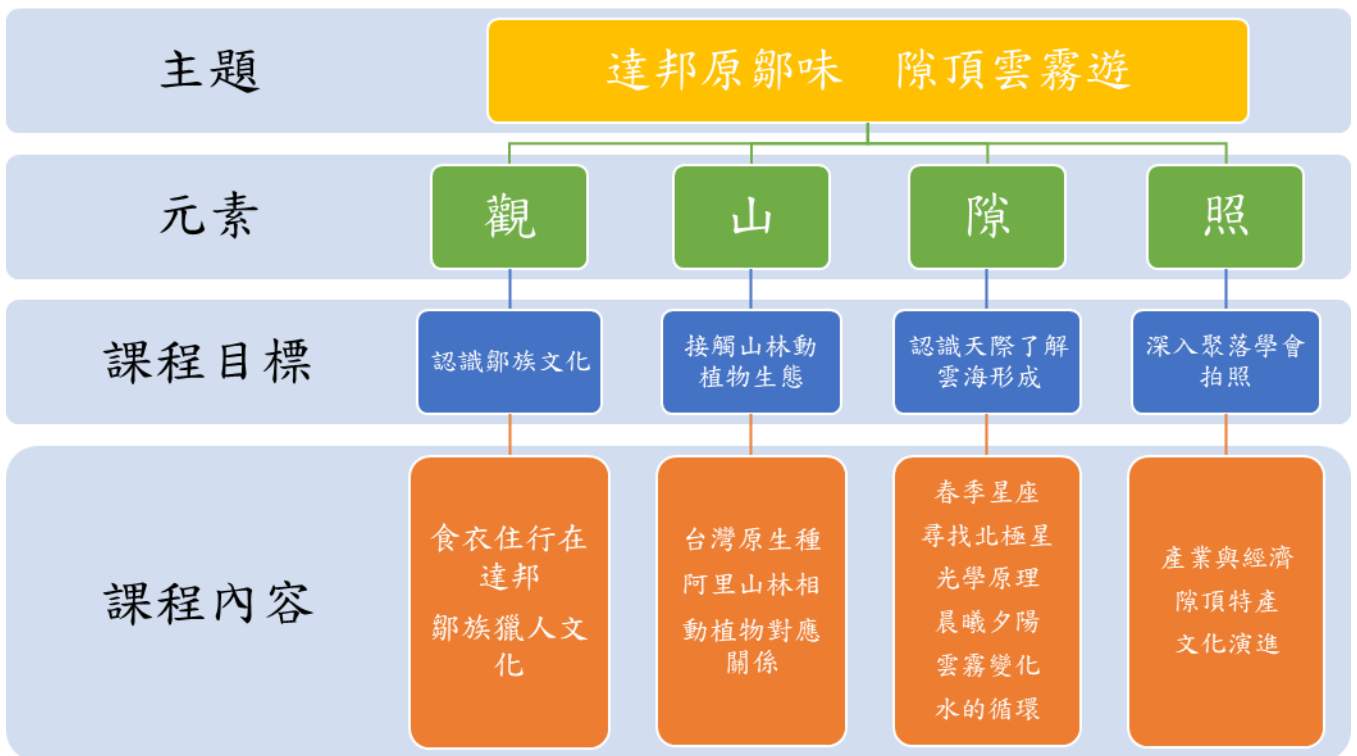 主題
達邦原鄒味　隙頂雲霧遊
元素
觀
山
隙
照
課程目標
認識鄒族文化
接觸山林動
植物生態
認識天際了解
雲海形成
深入聚落學會
拍照
課程內容
食衣住行在
達邦
鄒族獵人文
化
台灣原生種
阿里山林相
動植物對應
關係
春季星座
尋找北極星
光學原理
晨曦夕陽
雲霧變化
水的循環
產業與經濟
隙頂特產
文化演進